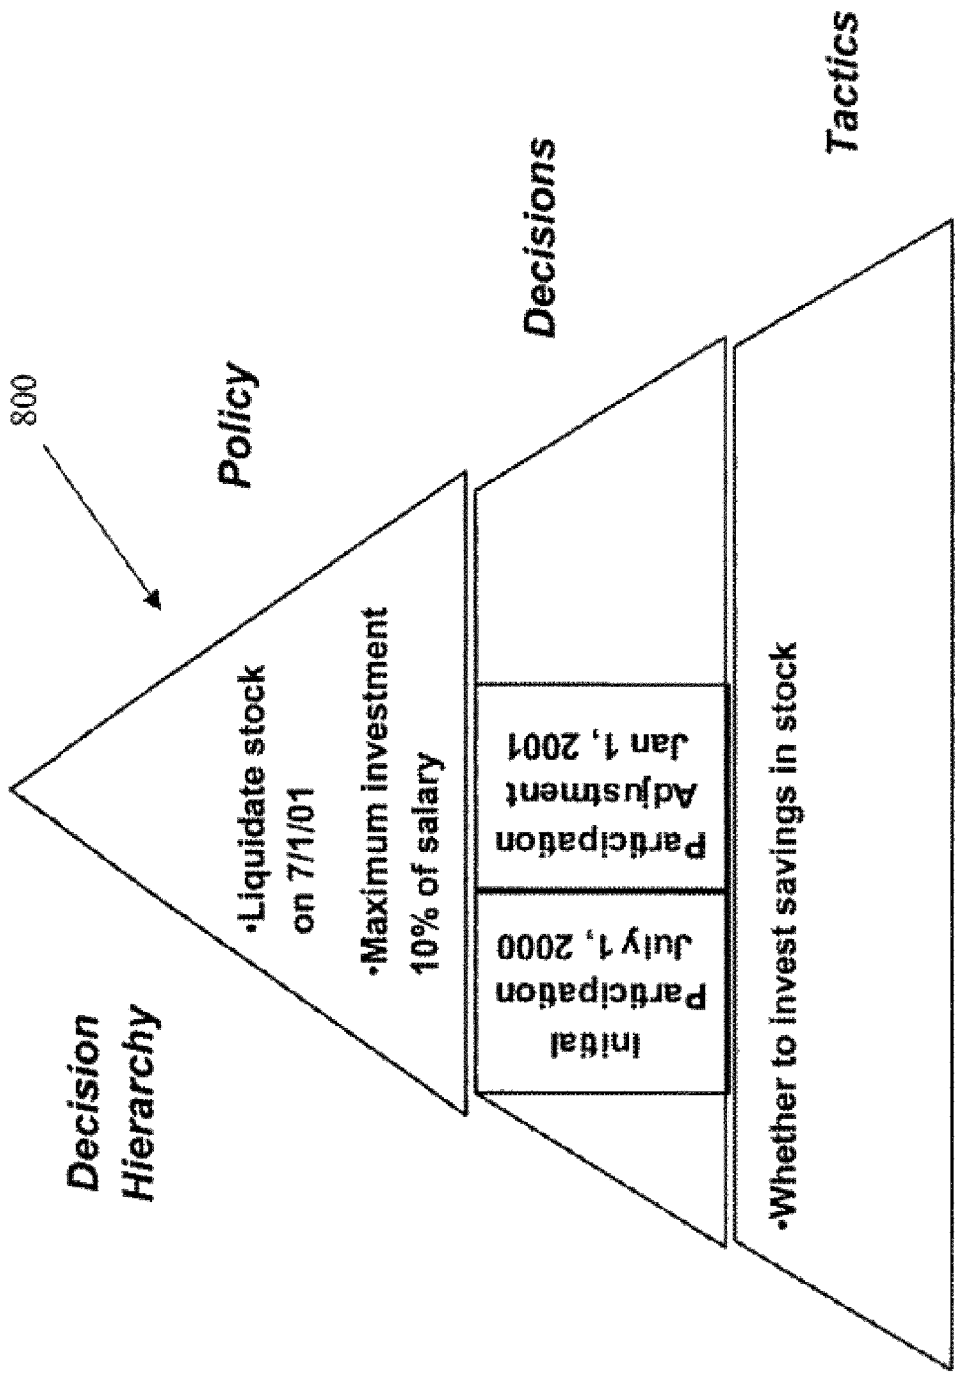 Decision
Hierarchy
800
Policy
•Liquidate stock
on 7/1/01
•Maximum investment
10% of salary
Decisions
Initial
Participation
July 1, 2000
Participation
Adjustment
Jan 1, 2001
Tactics
•Whether to invest savings in stock